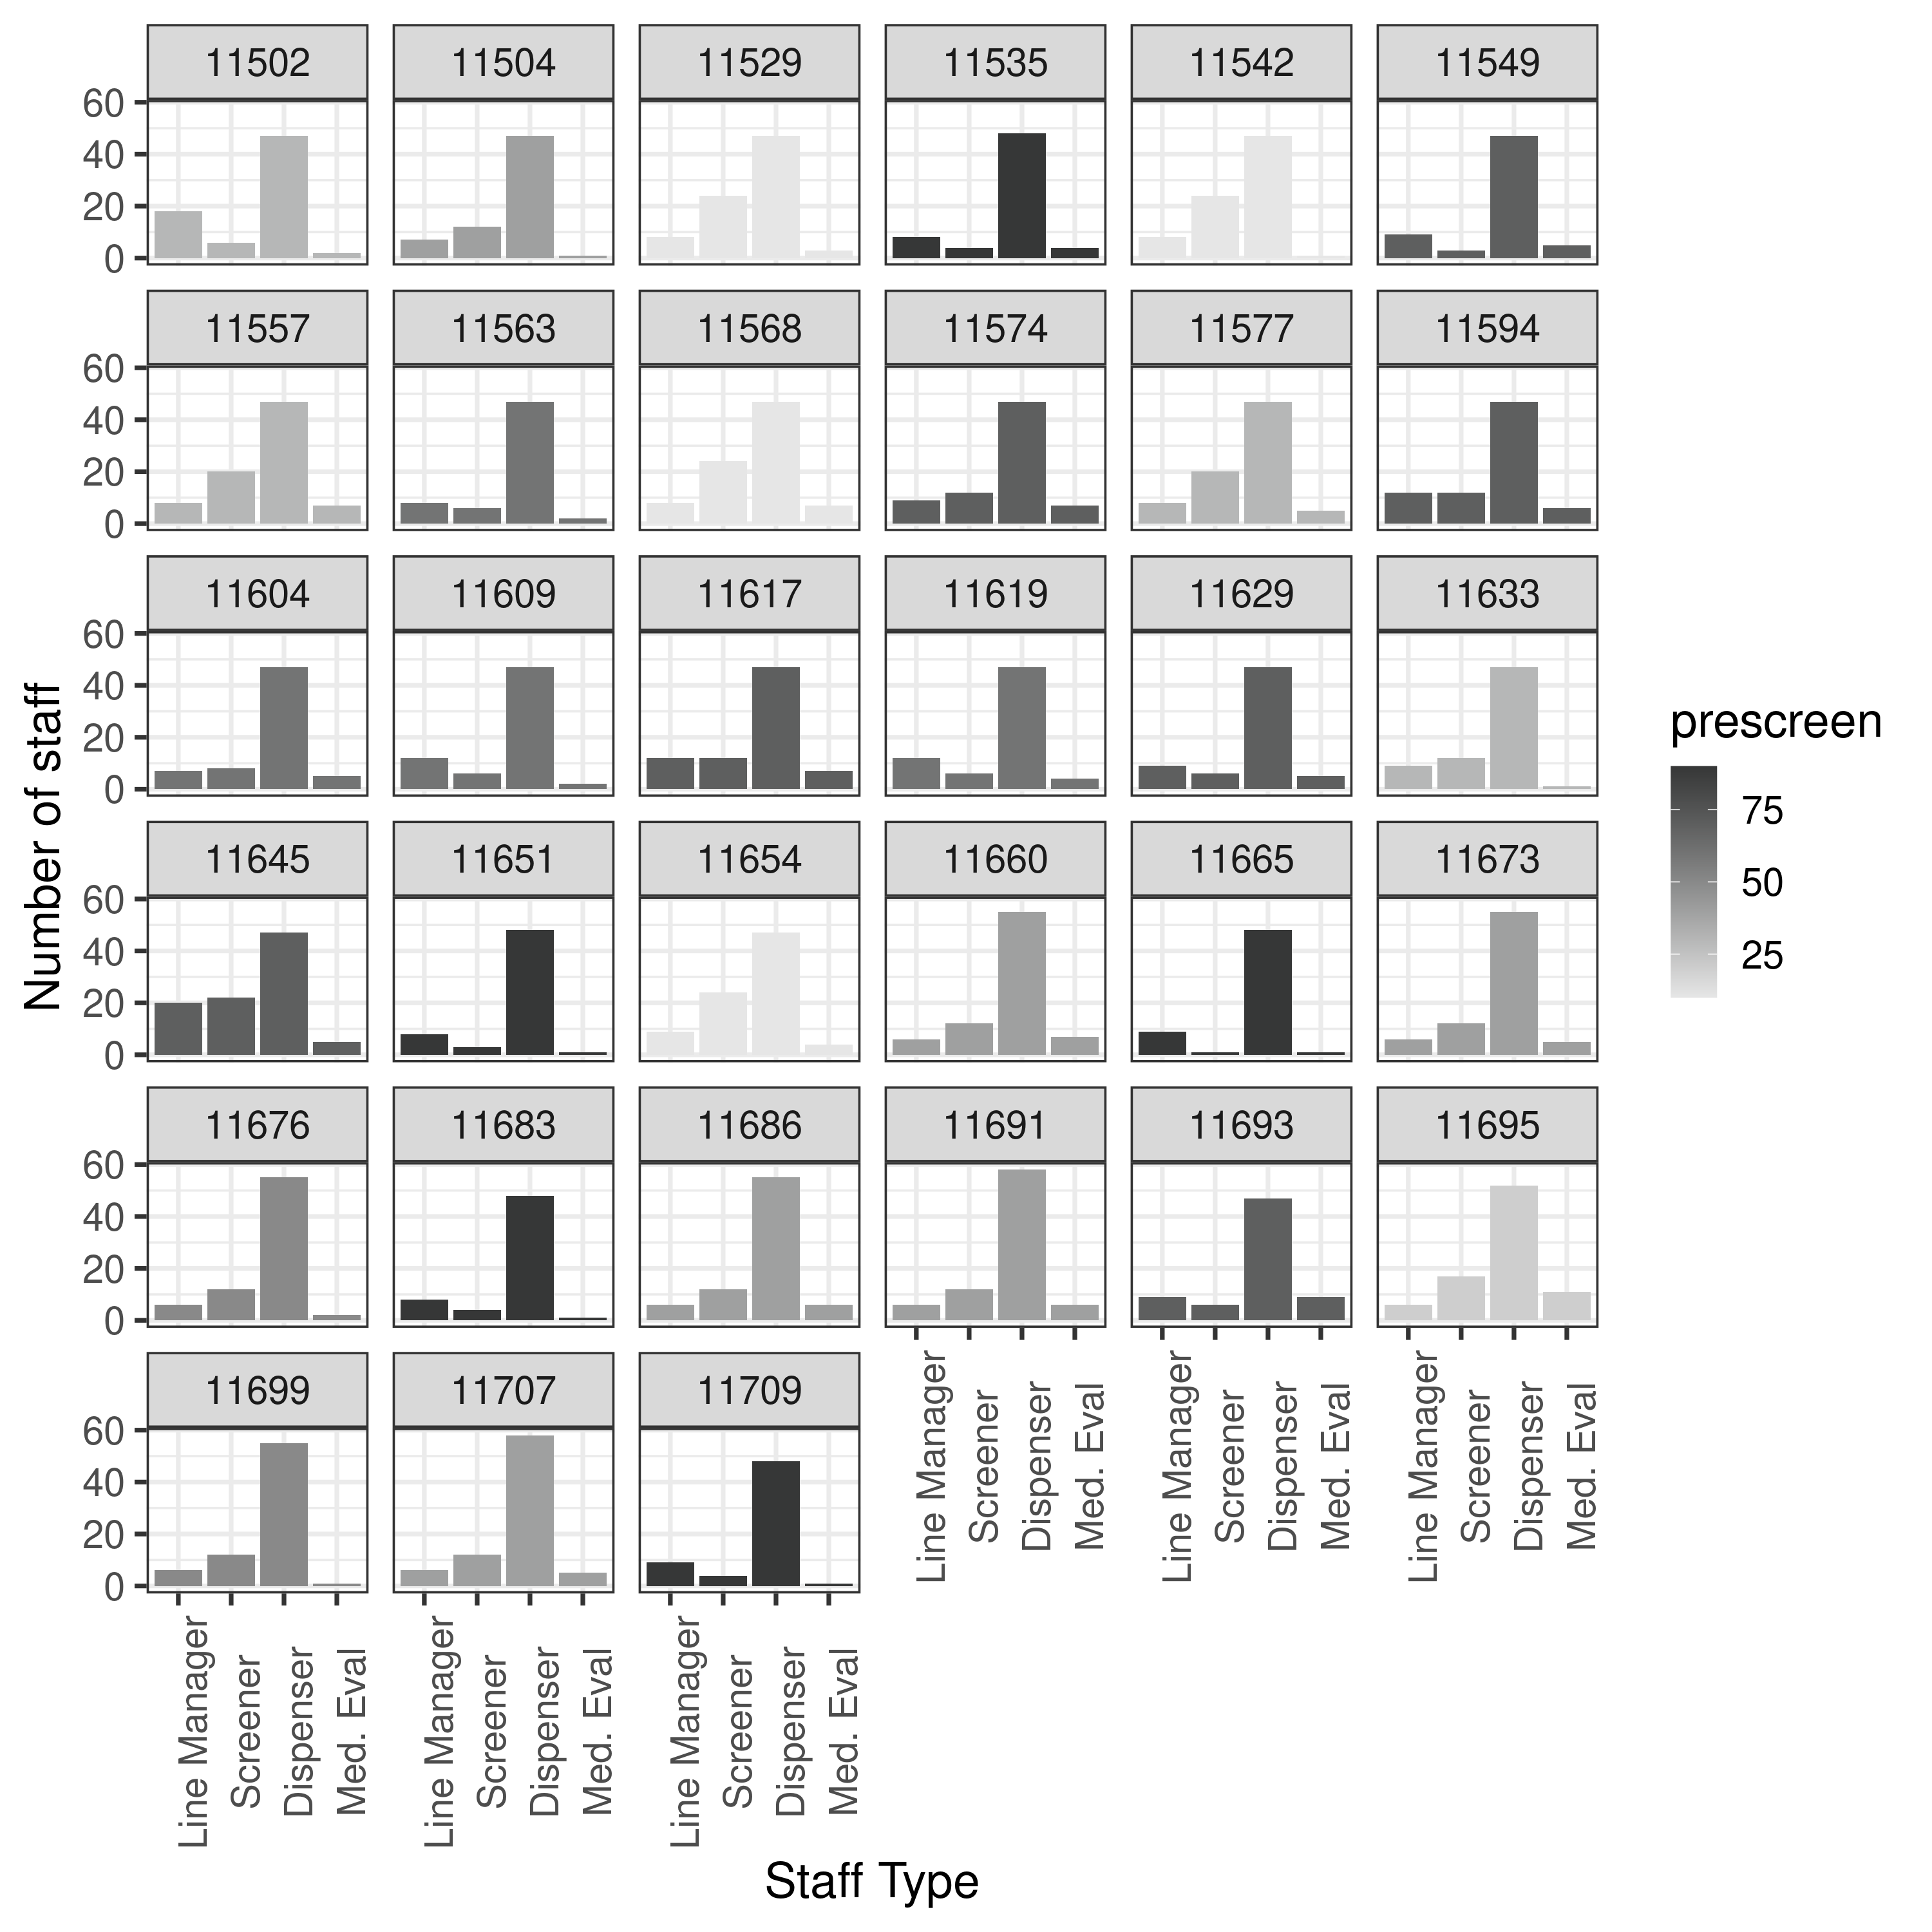 11502 11504 11529 11535 11542 11549
60
40
20
0
11557 11563 11568 11574 11577 11594
60
40
20
0
11604 11609 11617 11619 11629 11633
60
40
20
0
11645 11651 11654 11660 11665 11673
60
40
20
0
11676 11683 11686 11691 11693 11695
60
40
20
0
Line Manager Screener Dispenser Med. Eval Line Manager Screener Dispenser Med. Eval Line Manager Screener Dispenser Med. Eval
11699 11707 11709
60
40
20
0
Line Manager Screener Dispenser Med. Eval Line Manager Screener Dispenser Med. Eval Line Manager Screener Dispenser Med. Eval
Staff Type
Number of staff
prescreen
75
50
25